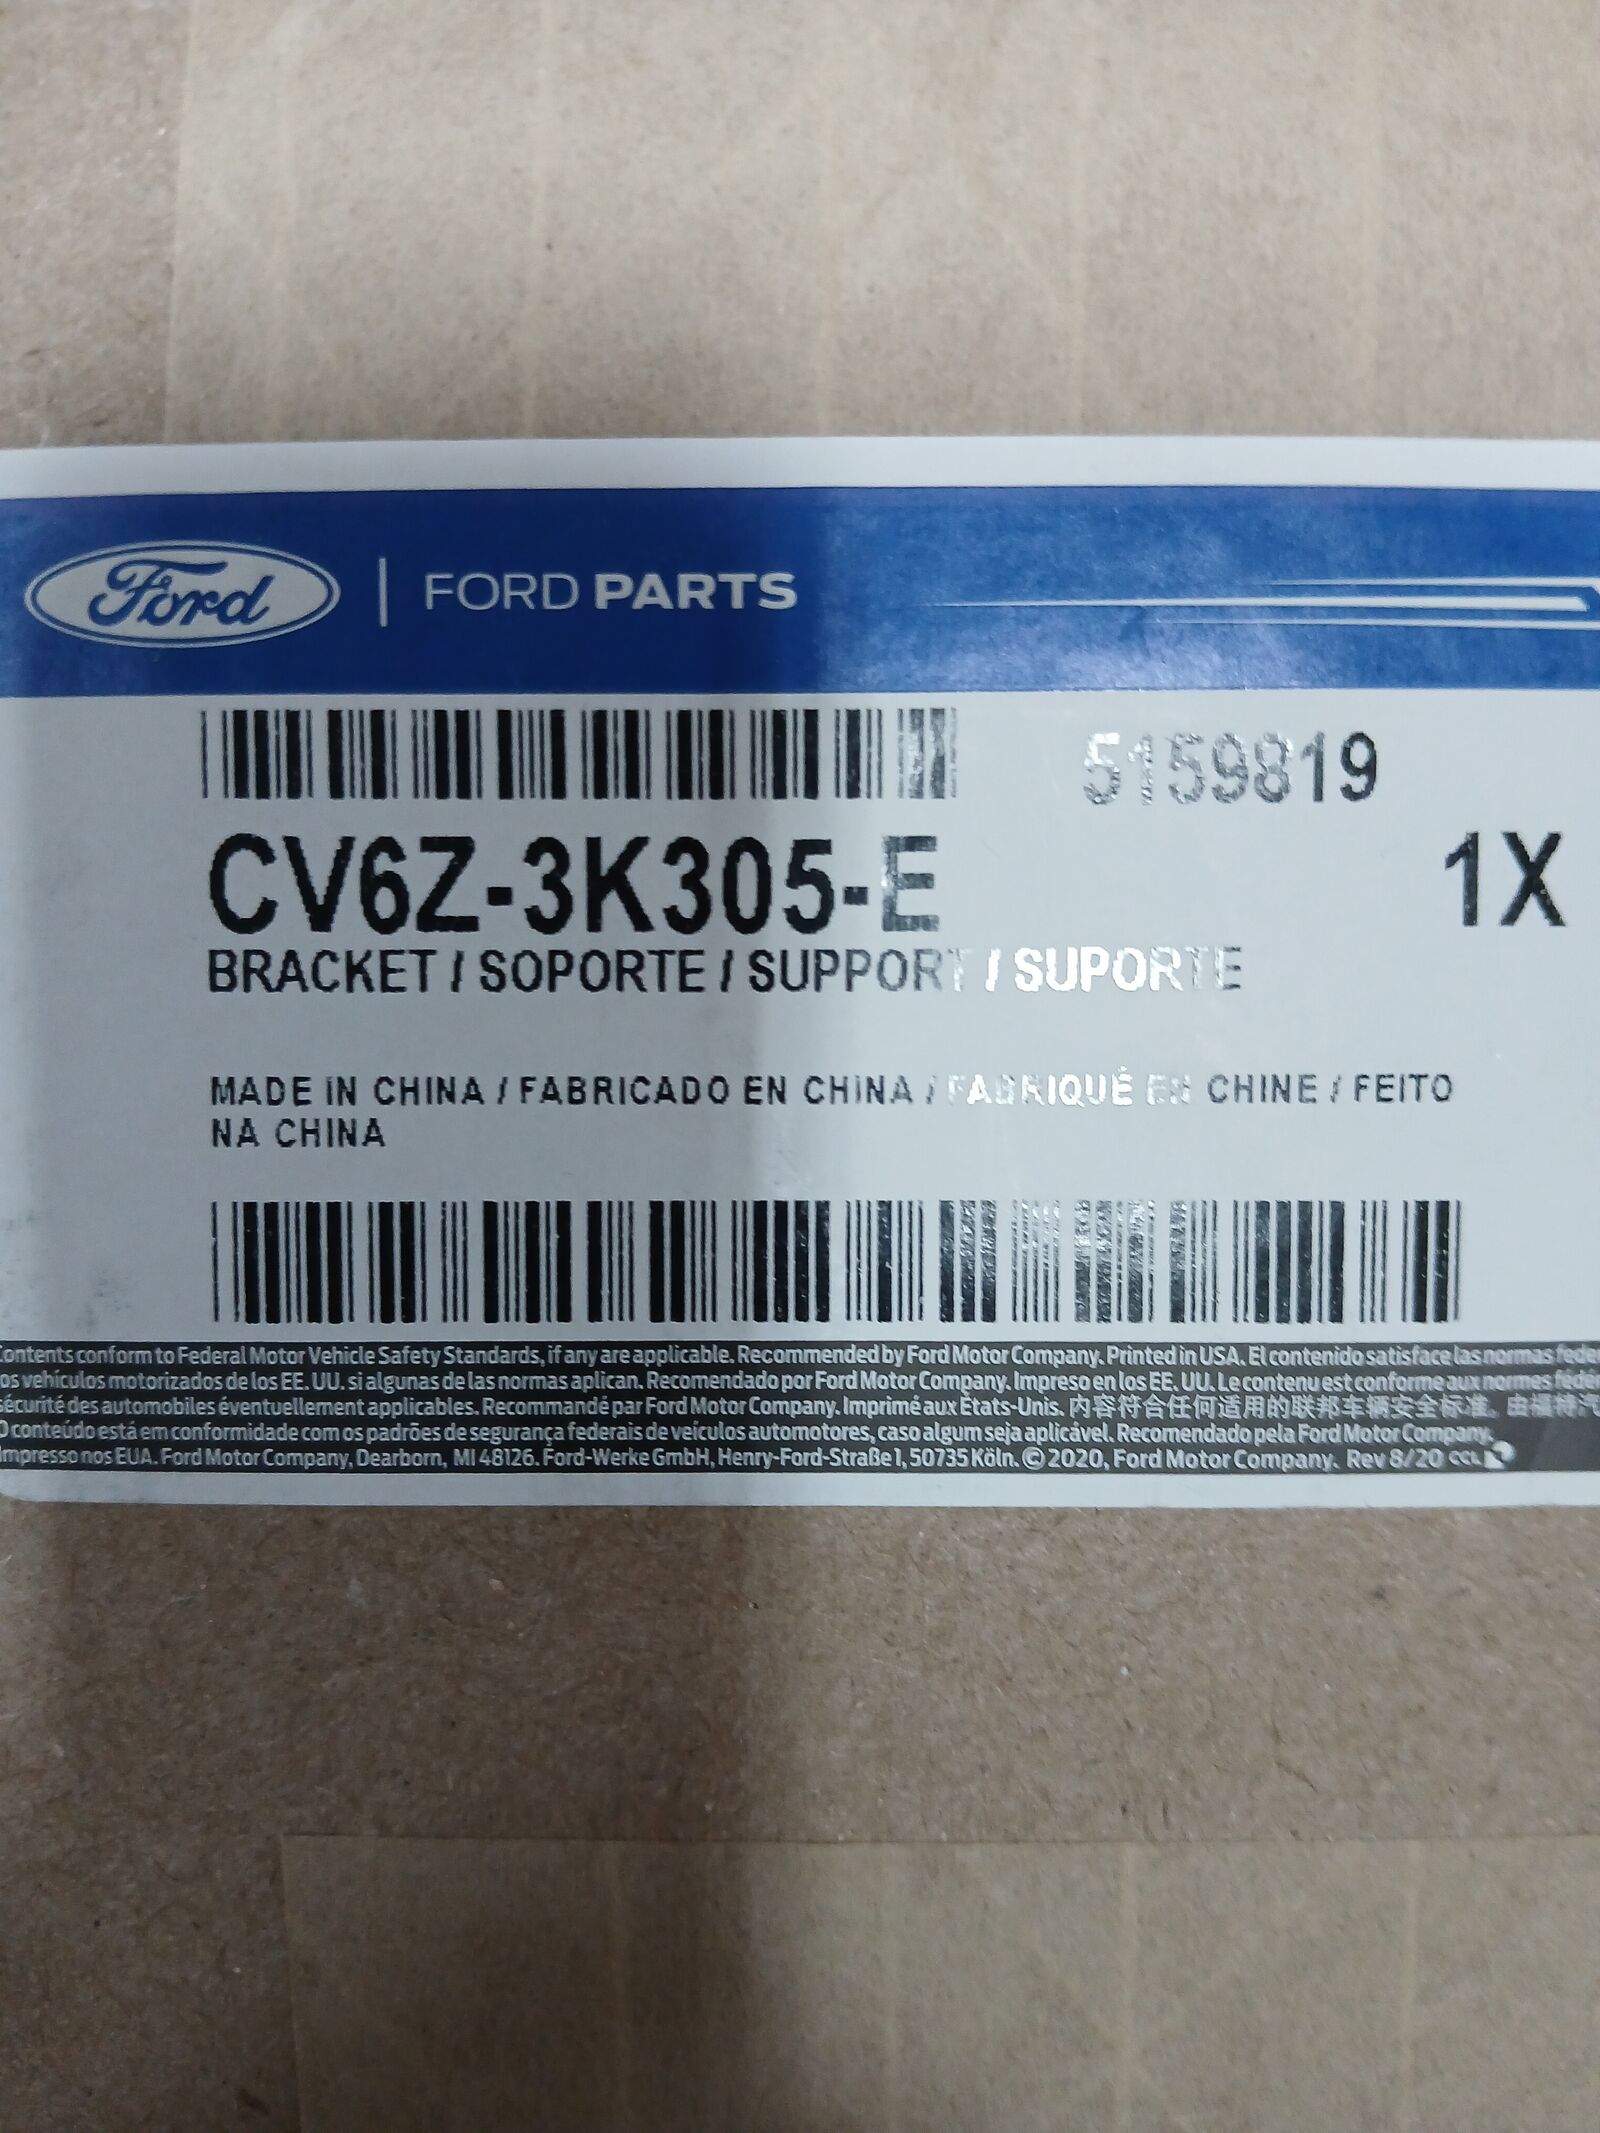 Ford | FORD PARTS
5159819
CV6Z-3K305-E 1X
BRACKET / SOPORTE / SUPPORT / SUPORTE
MADE IN CHINA / FABRICADO EN CHINA / FABRIQUÉ EN CHINE / FEITO
NA CHINA
Contents conform to Federal Motor Vehicle Safety Standards, if any are applicable. Recommended by Ford Motor Company. Printed in USA. El contenido satisface las normas feder
os vehículos motorizados de los EE. UU. si algunas de las normas aplican. Recomendado por Ford Motor Company. Impreso en los EE. UU. Le contenu est conforme aux normes fédér
sécurité des automobiles éventuellement applicables. Recommandé par Ford Motor Company. Imprimé aux États-Unis. 内容符合任何适用的联邦车辆安全标准。由福特汽
O conteúdo está em conformidade com os padrões de segurança federais de veículos automotores, caso algum seja aplicável. Recomendado pela Ford Motor Company.
Impresso nos EUA. Ford Motor Company, Dearborn, MI 48126. Ford-Werke GmbH, Henry-Ford-Straße 1, 50735 Köln. © 2020, Ford Motor Company. Rev 8/20 CCL